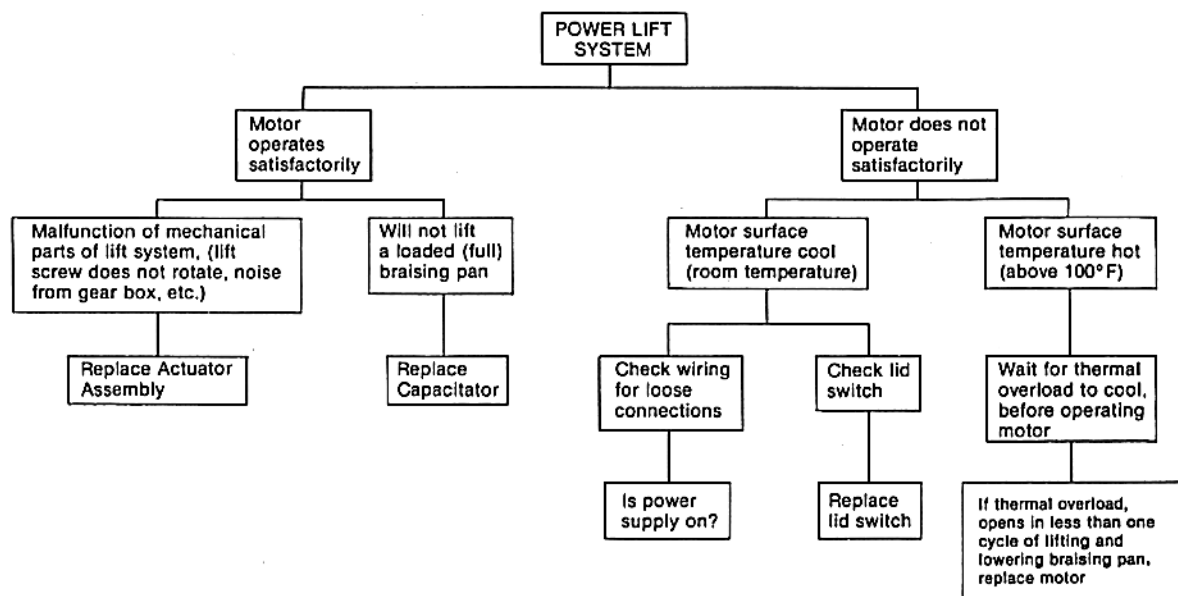 POWER LIFT
SYSTEM
Motor
operates
satisfactorily
Motor does not
operate
satisfactorily
Malfunction of mechanical
parts of lift system, (lift
screw does not rotate, noise
from gear box, etc.)
Will not lift
a loaded (full)
braising pan
Motor surface
temperature cool
(room temperature)
Motor surface
temperature hot
(above 100°F)
Replace Actuator
Assembly
Replace
Capacitator
Check wiring
for loose
connections
Check lid
switch
Wait for thermal
overload to cool,
before operating
motor
Is power
supply on?
Replace
lid switch
If thermal overload,
opens in less than one
cycle of lifting and
lowering braising pan,
replace motor